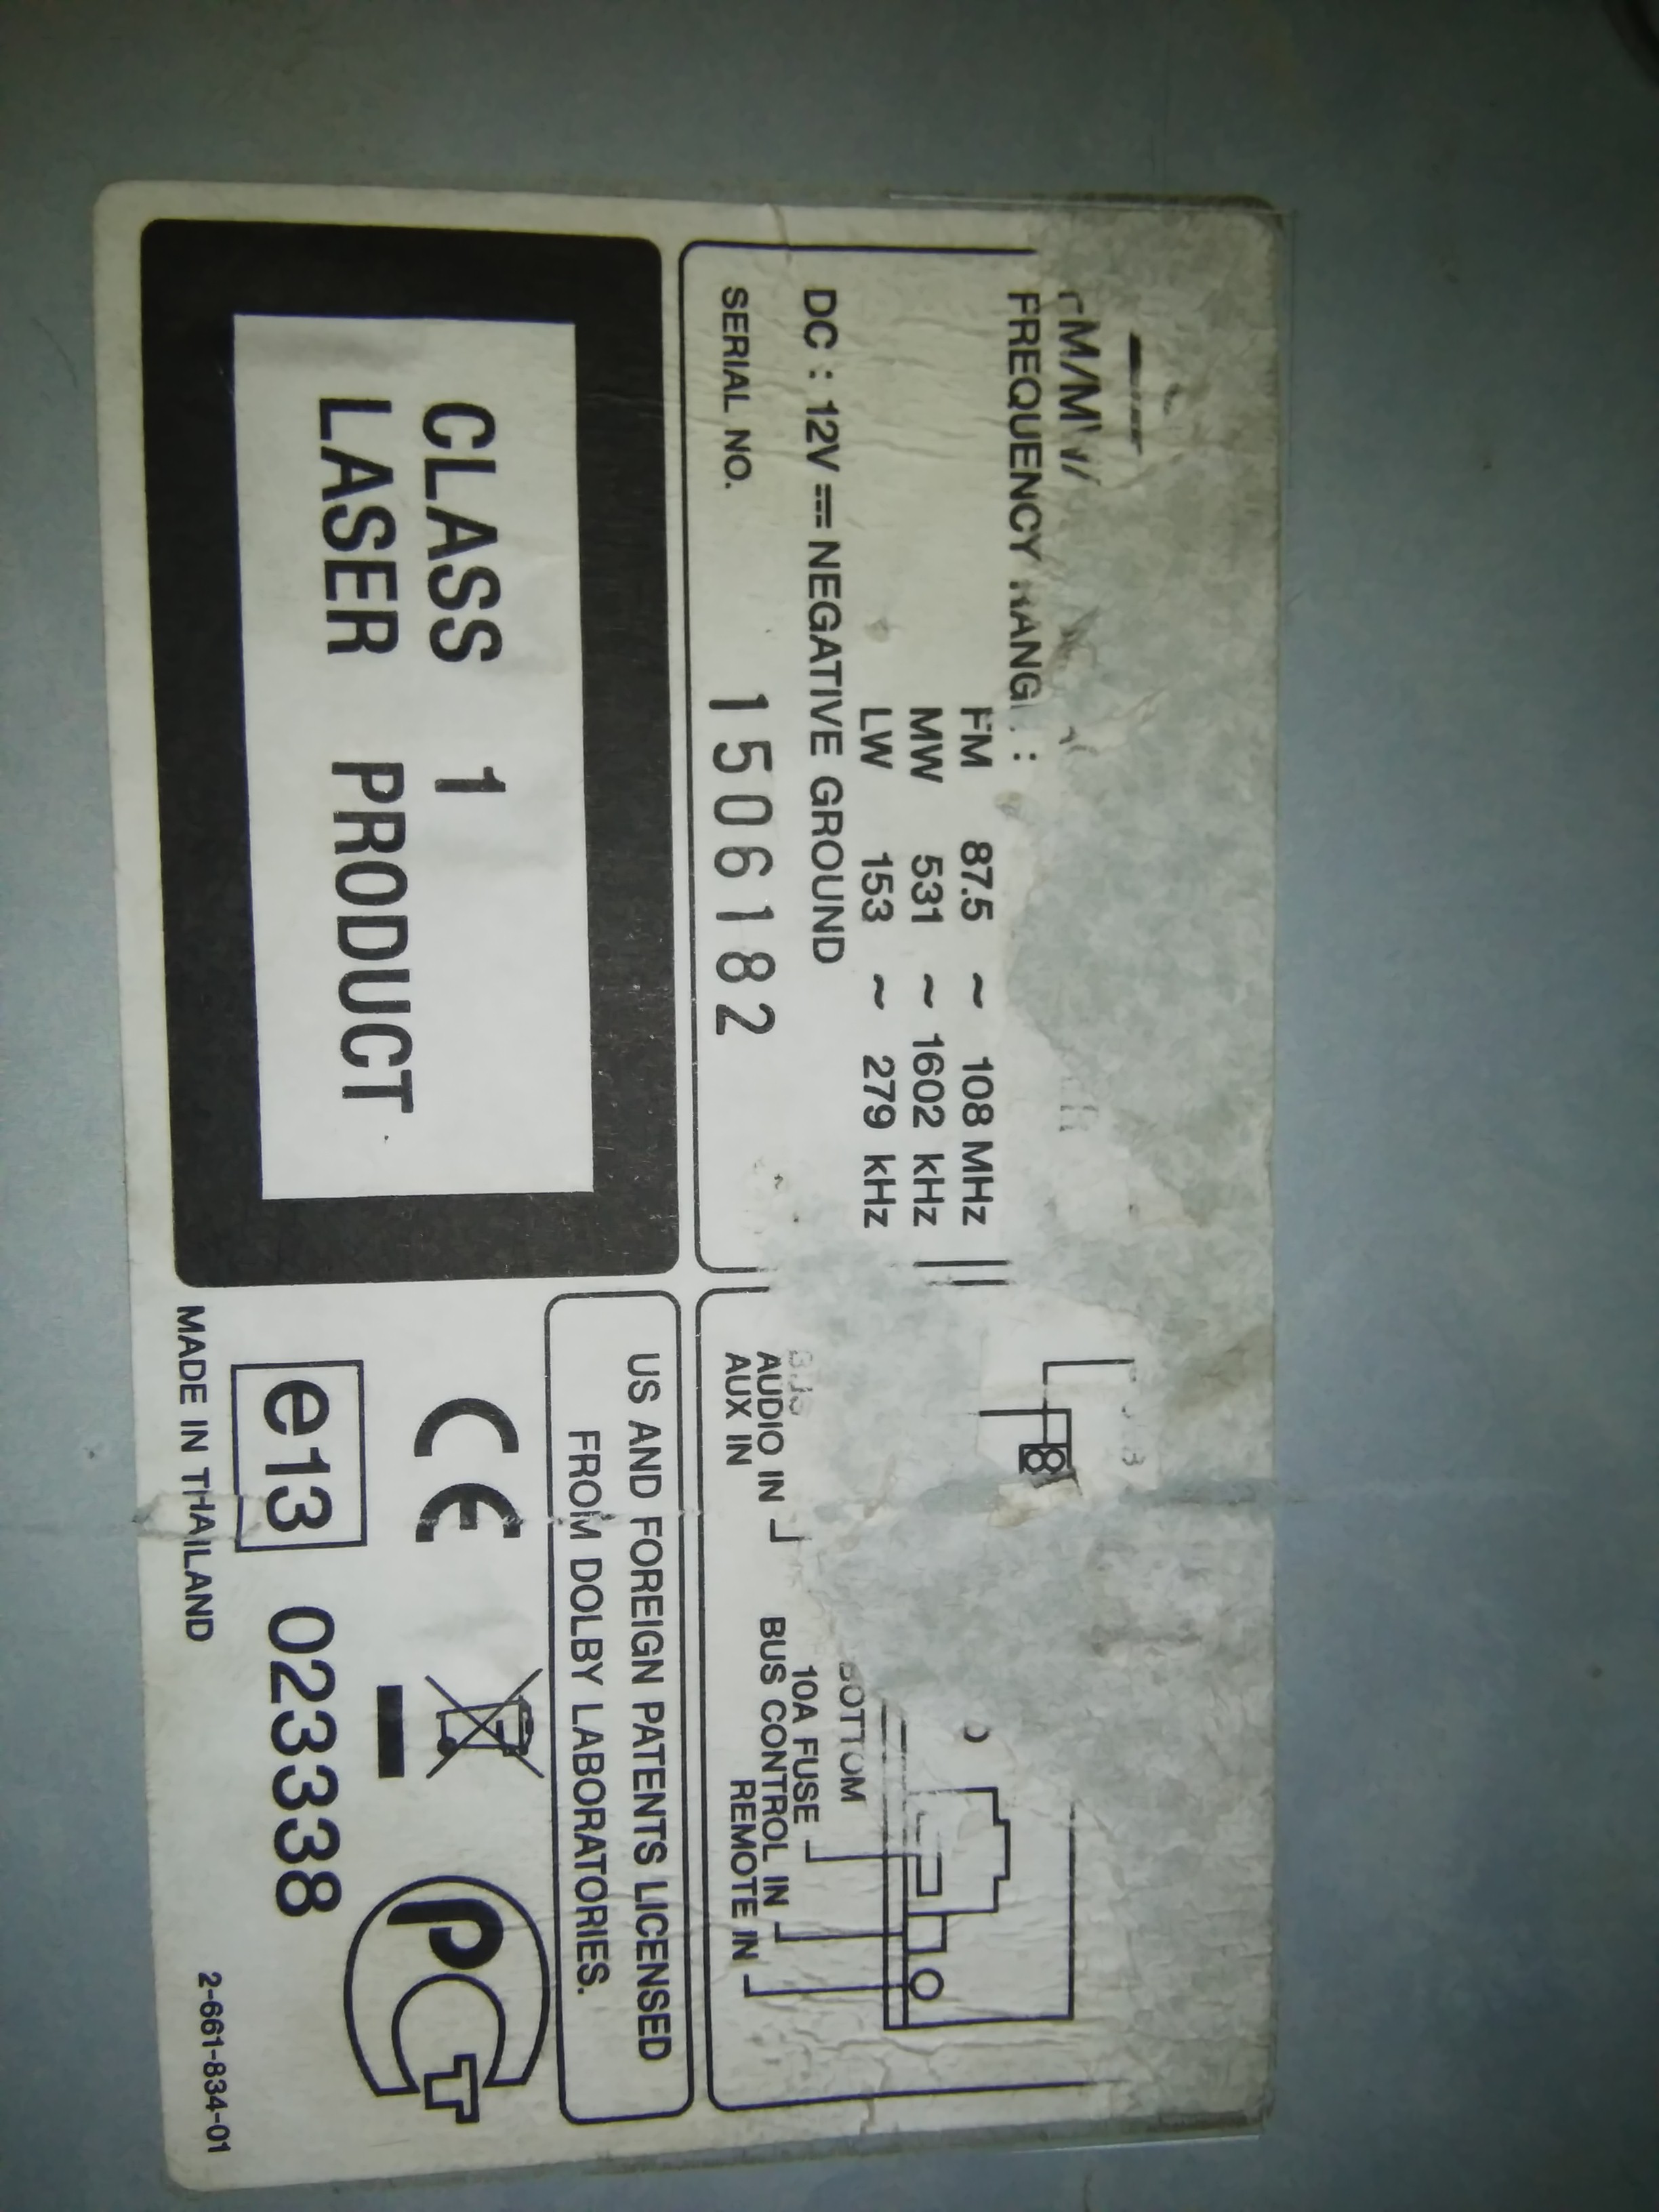 FREQUENCY
FM 87.5 ~ 108 MHz
MW 531 ~ 1602 kHz
LW 153 ~ 279 kHz
DC : 12V NEGATIVE GROUND
SERIAL NO. 1506182
BOTTOM
10A FUSE
AUDIO IN
BUS CONTROL IN
AUX IN
REMOTE IN
CLASS 1
LASER PRODUCT
US AND FOREIGN PATENTS LICENSED
FROM DOLBY LABORATORIES.
CE
e13 023338
MADE IN THAILAND
2-661-834-01